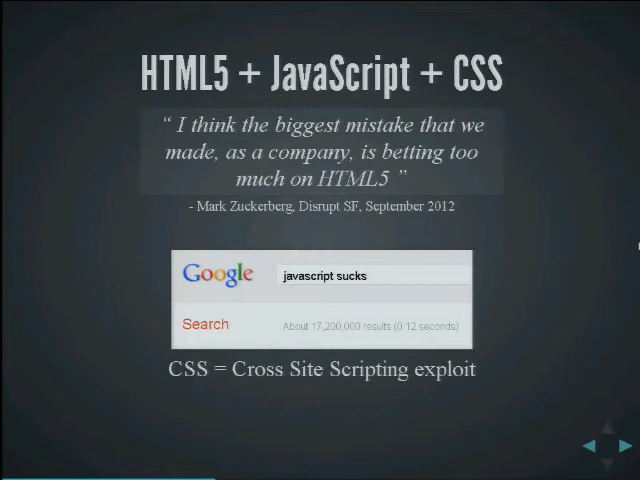 HTML5 + JavaScript + CSS
“ I think the biggest mistake that we
made, as a company, is betting too
much on HTML5 ”
- Mark Zuckerberg, Disrupt SF, September 2012
Google javascript sucks
Search About 17,200,000 results (0.12 seconds)
CSS = Cross Site Scripting exploit